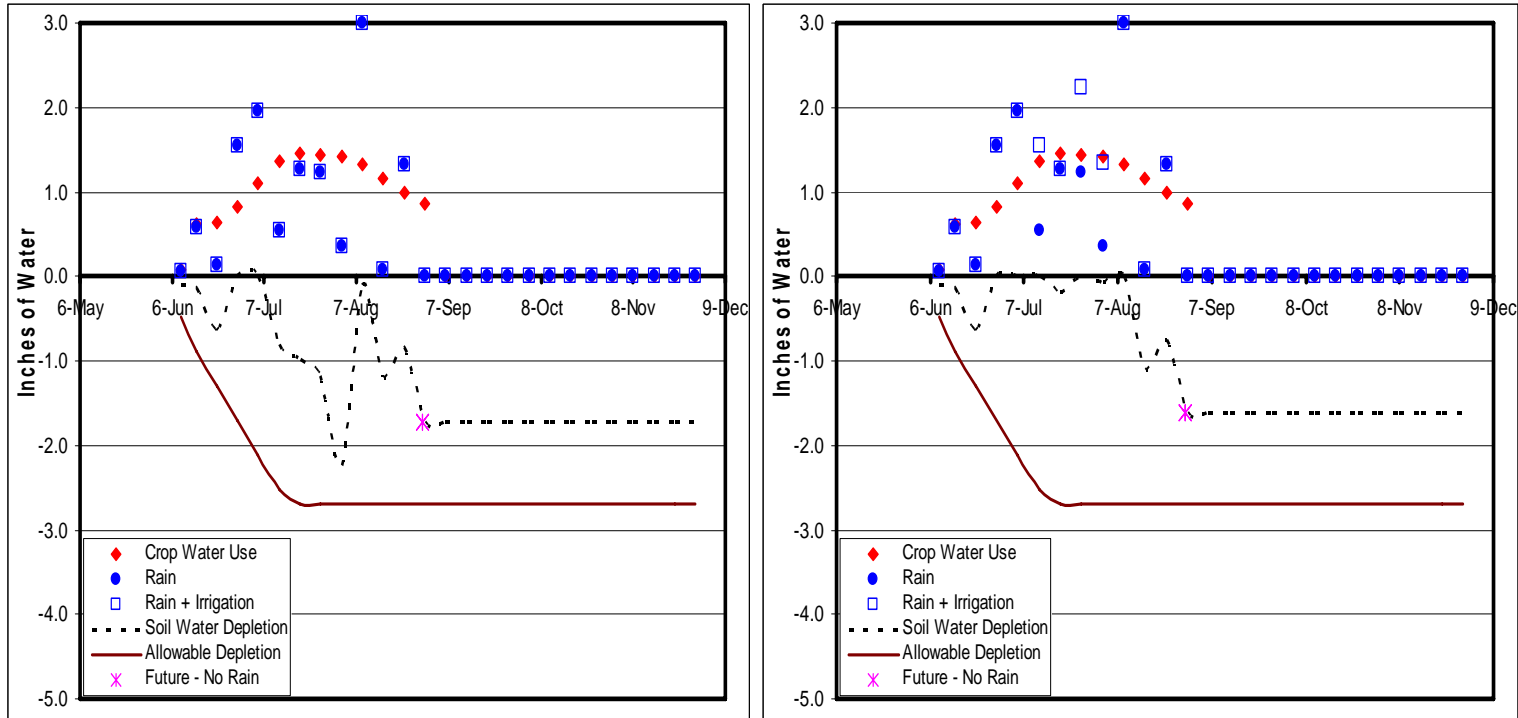 3.0
2.0
1.0
0.0
-1.0
-2.0
-3.0
-4.0
-5.0
Inches of Water
6-May 6-Jun 7-Jul 7-Aug 7-Sep 8-Oct 8-Nov 9-Dec
Crop Water Use
Rain
Rain + Irrigation
Soil Water Depletion
Allowable Depletion
Future - No Rain
3.0
2.0
1.0
0.0
-1.0
-2.0
-3.0
-4.0
-5.0
Inches of Water
6-May 6-Jun 7-Jul 7-Aug 7-Sep 8-Oct 8-Nov 9-Dec
Crop Water Use
Rain
Rain + Irrigation
Soil Water Depletion
Allowable Depletion
Future - No Rain